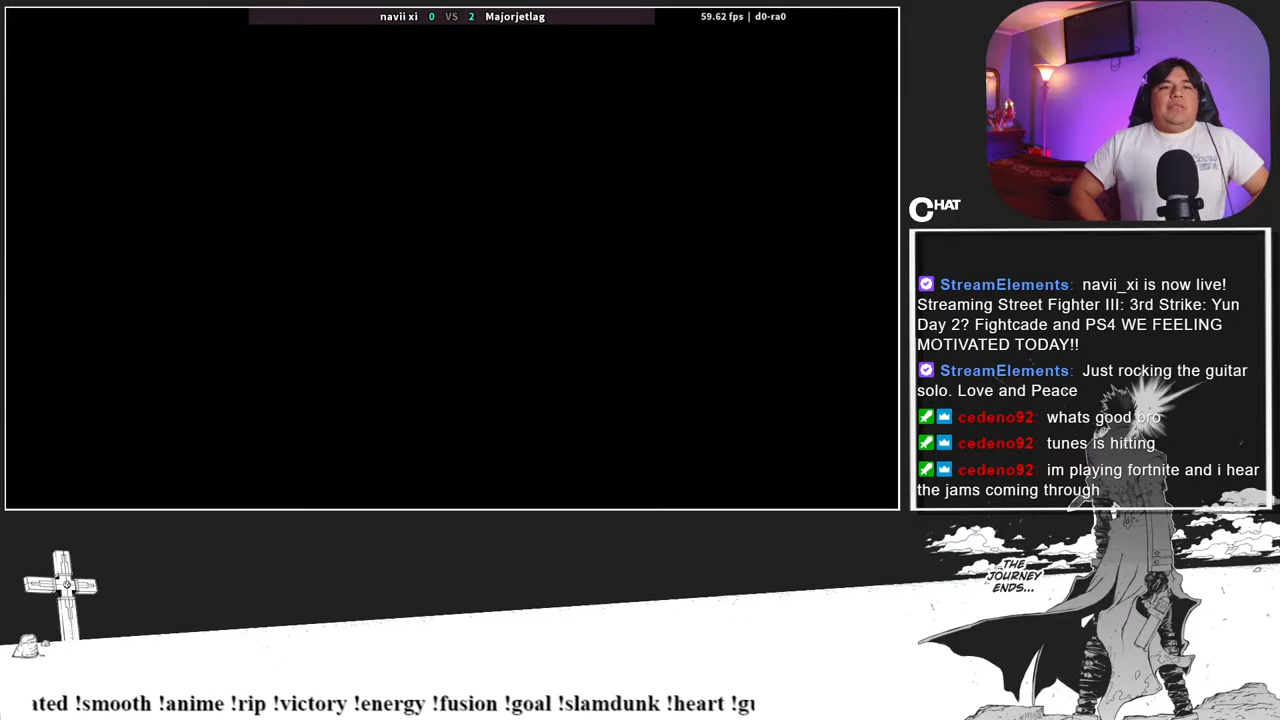 navii xi 0 VS 2 Majorjetlag
59.62 fps | d0-ra0
CHAT
StreamElements: navii_xi is now live!
Streaming Street Fighter III: 3rd Strike: Yun
Day 2? Fightcade and PS4 WE FEELING
MOTIVATED TODAY!!
StreamElements: Just rocking the guitar
solo. Love and Peace
cedeno92: whats good bro
cedeno92: tunes is hitting
cedeno92: im playing fortnite and i hear
the jams coming through
THE
JOURNEY
ENDS...
!smooth !anime !rip !victory !energy !fusion !goal !slamdunk !heart